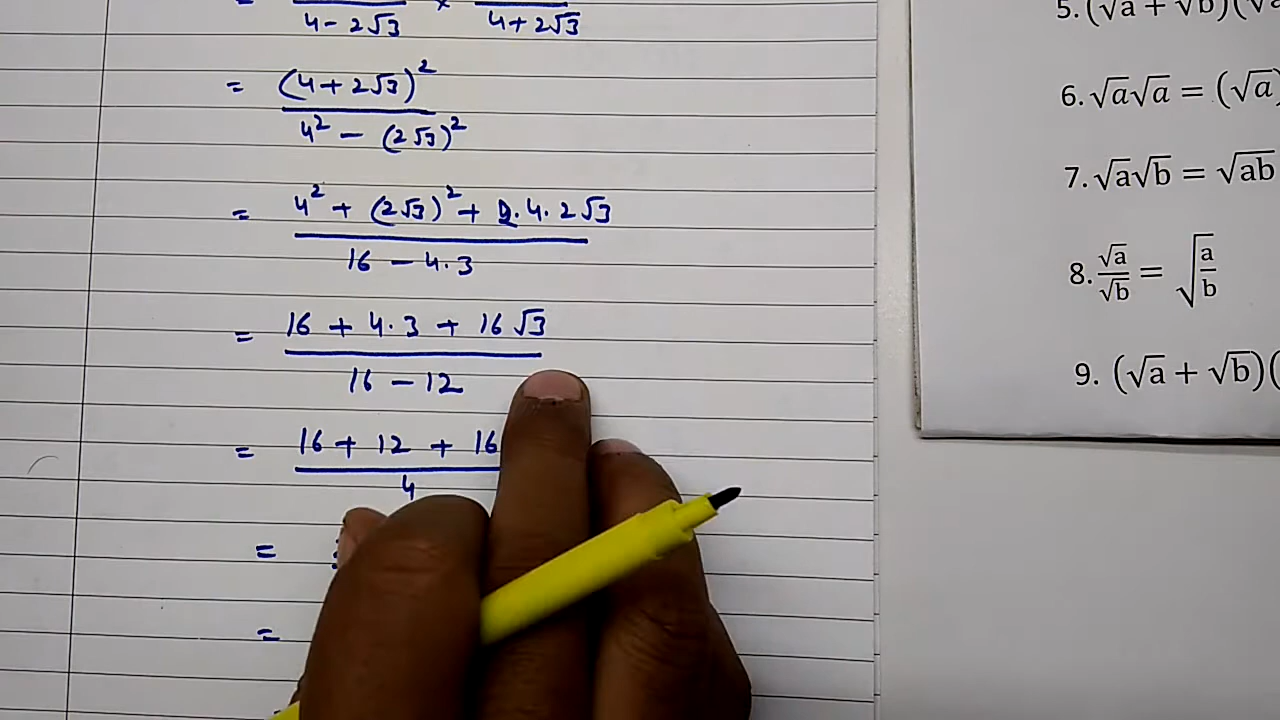 = 4 - 2√3 × 4 + 2√3
= (4 + 2√3)² / 4² - (2√3)²
= 4² + (2√3)² + 2.4.2√3 / 16 - 4.3
= 16 + 4.3 + 16√3 / 16 - 12
= 16 + 12 + 16 / 4
=
=
5. (√a + √b)(√a
6. √a√a = (√a)
7. √a√b = √ab
8. √a/√b = √a/b
9. (√a + √b)(